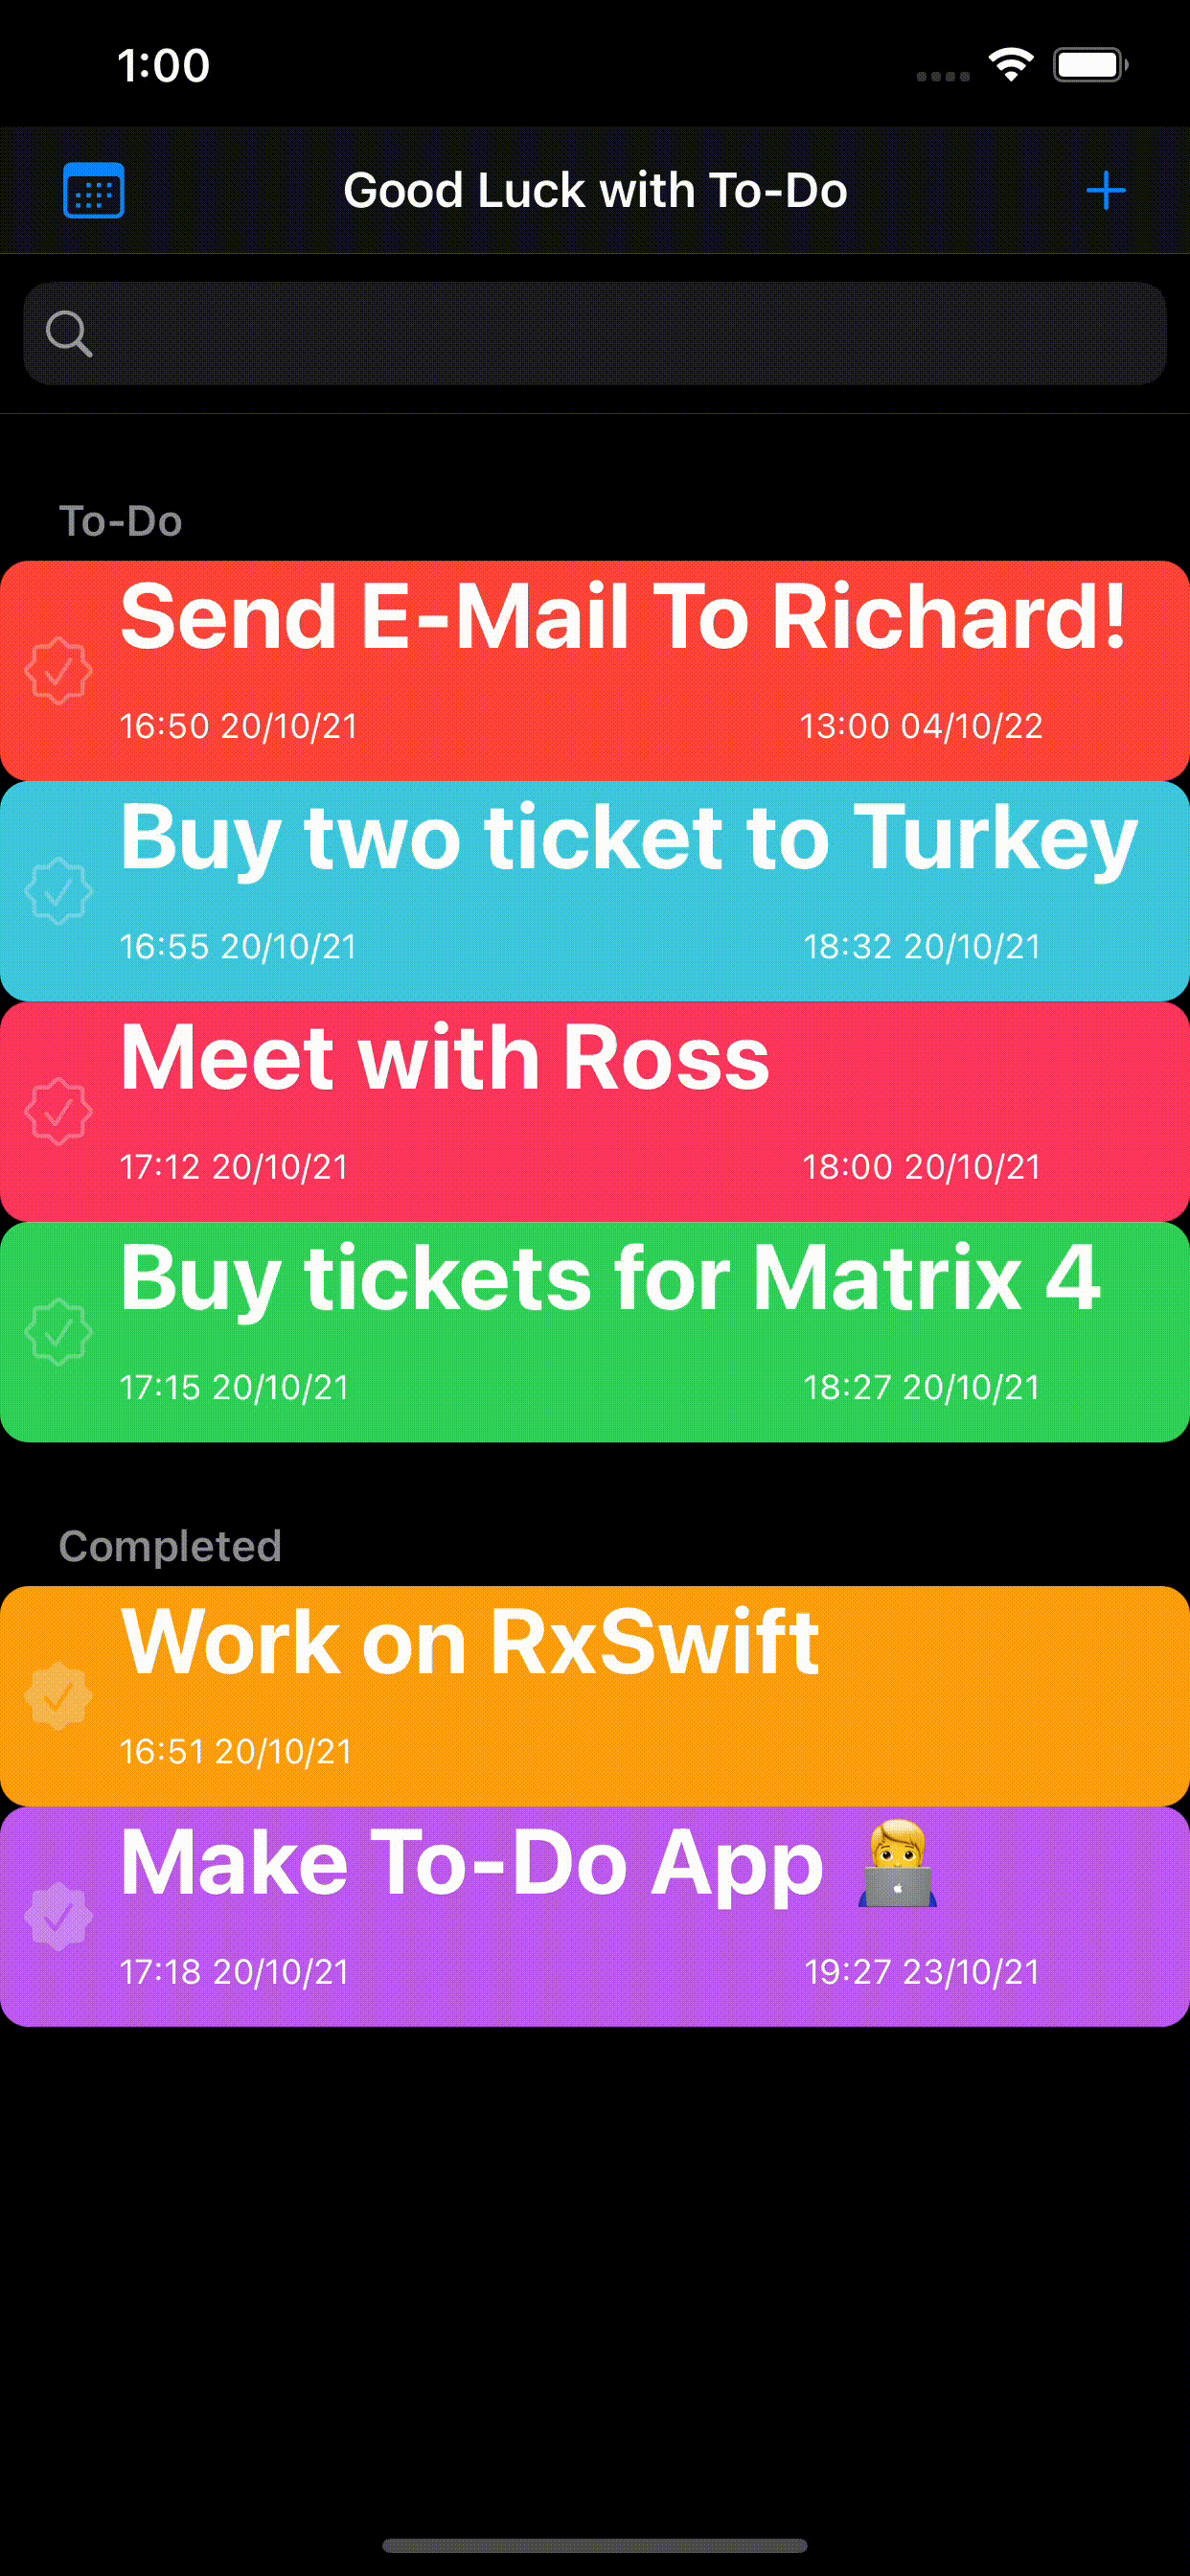 1:00
Good Luck with To-Do
To-Do
Send E-Mail To Richard!
16:50 20/10/21 13:00 04/10/22
Buy two ticket to Turkey
16:55 20/10/21 18:32 20/10/21
Meet with Ross
17:12 20/10/21 18:00 20/10/21
Buy tickets for Matrix 4
17:15 20/10/21 18:27 20/10/21
Completed
Work on RxSwift
16:51 20/10/21
Make To-Do App 👨‍💻
17:18 20/10/21 19:27 23/10/21